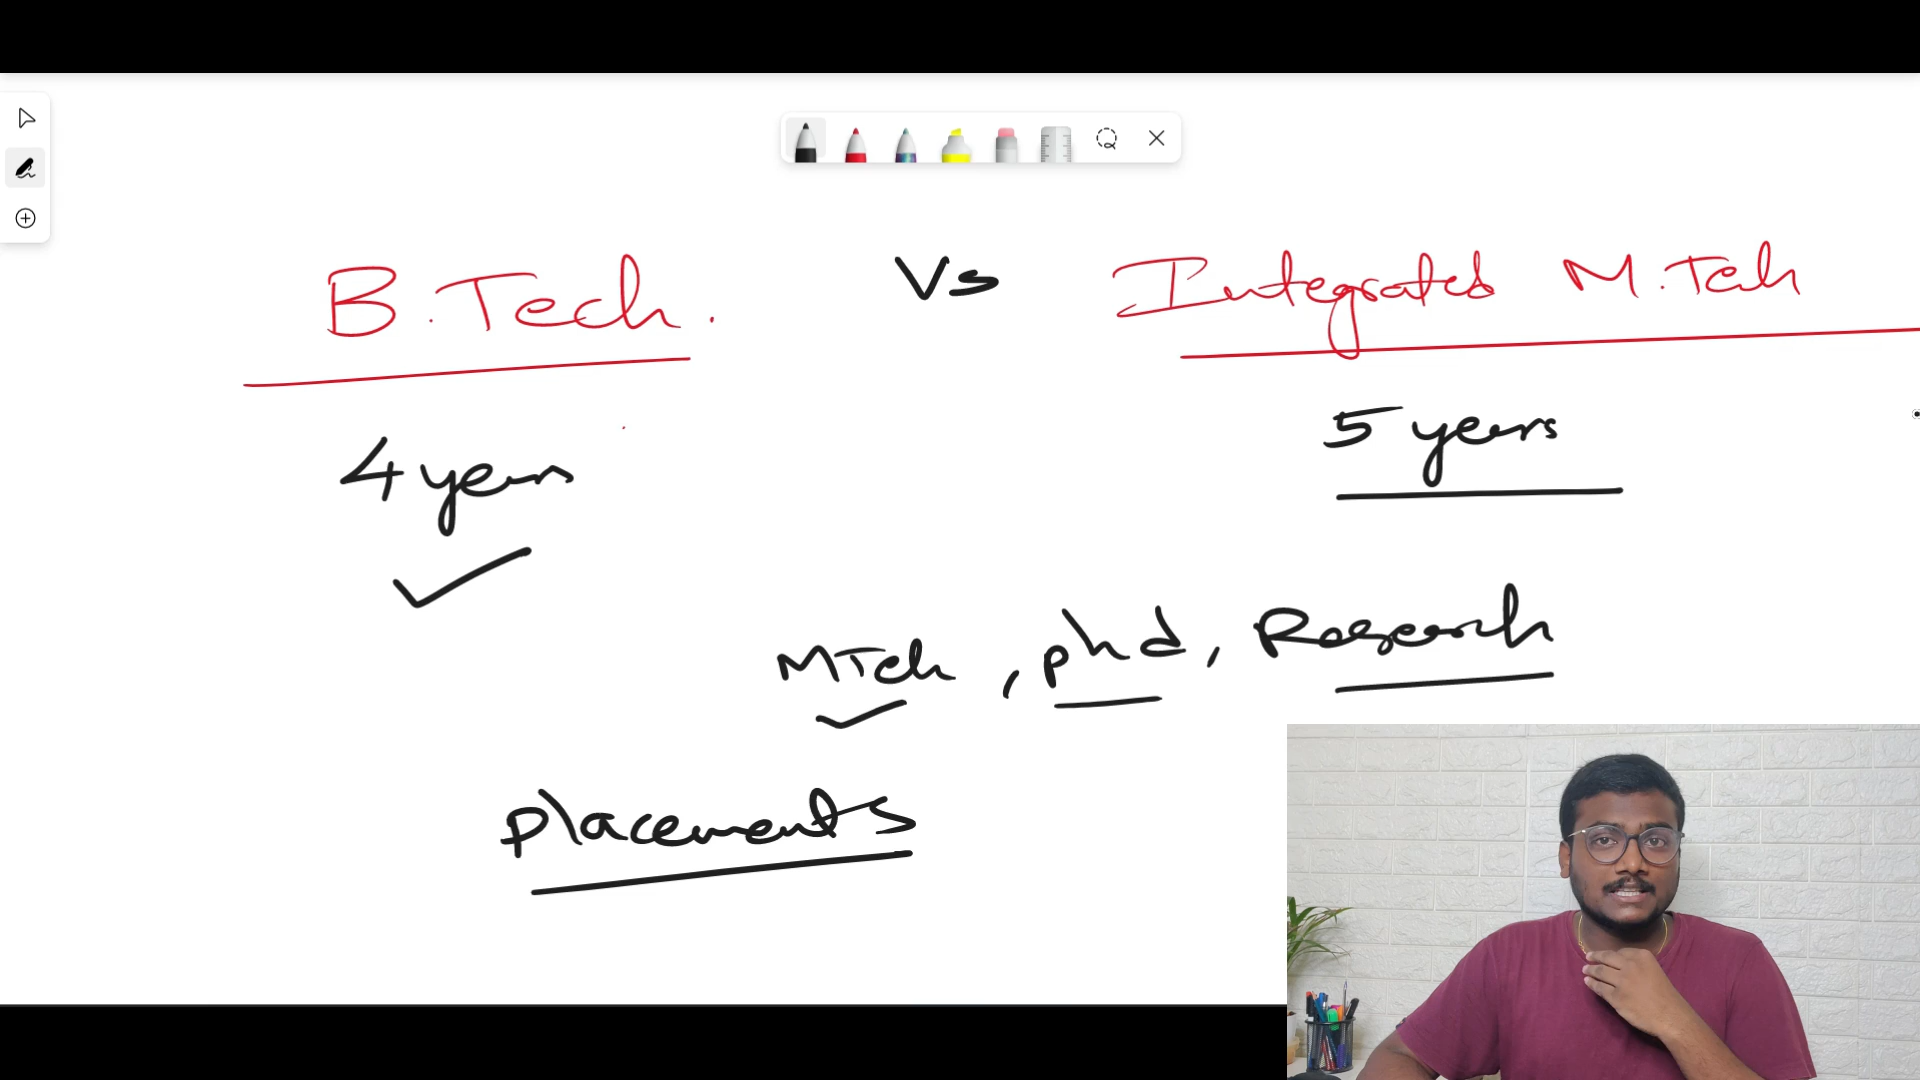 B.Tech. Vs Integrated M.Tech
4 years 5 years
MTech, phd, Research
placements